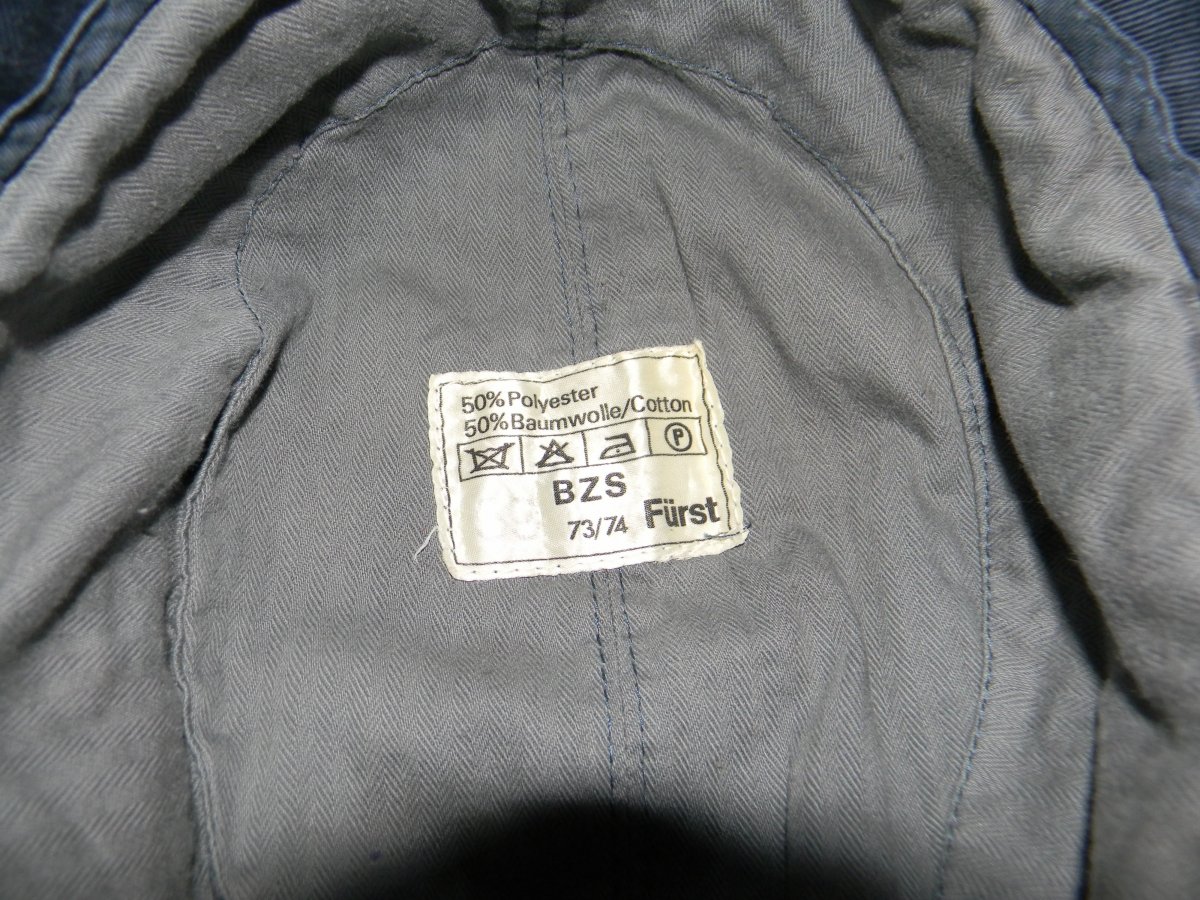 50% Polyester
50% Baumwolle/Cotton
P
BZS
73/74 Fürst